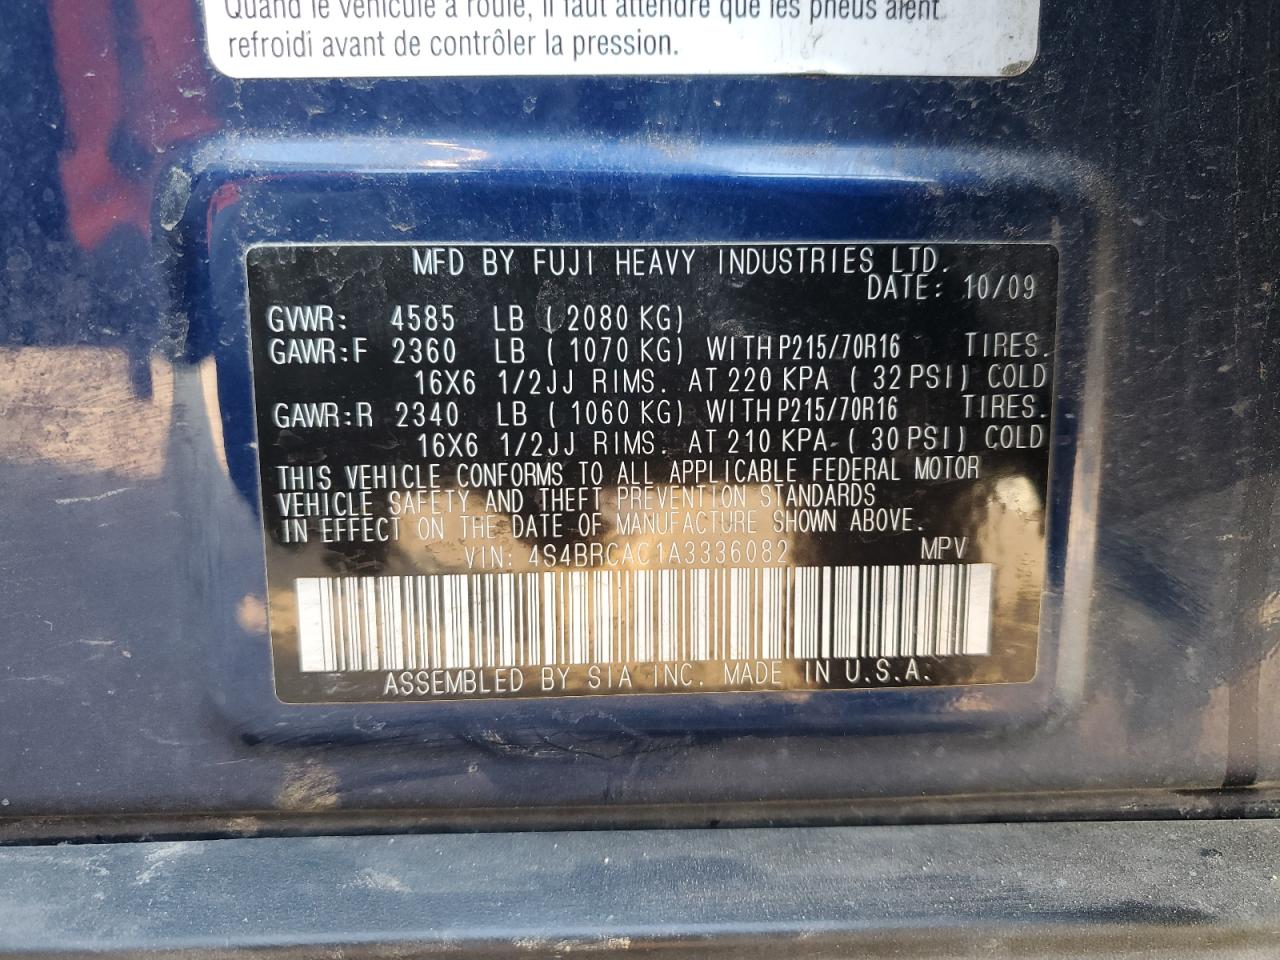 Quand le véhicule a roulé, il faut attendre que les pneus aient
refroidi avant de contrôler la pression.
MFD BY FUJI HEAVY INDUSTRIES LTD.
DATE: 10/09
GVWR: 4585 LB (2080 KG)
GAWR:F 2360 LB (1070 KG) WITH P215/70R16 TIRES.
16X6 1/2JJ RIMS. AT 220 KPA (32 PSI) COLD
GAWR:R 2340 LB (1060 KG) WITH P215/70R16 TIRES.
16X6 1/2JJ RIMS. AT 210 KPA (30 PSI) COLD
THIS VEHICLE CONFORMS TO ALL APPLICABLE FEDERAL MOTOR
VEHICLE SAFETY AND THEFT PREVENTION STANDARDS
IN EFFECT ON THE DATE OF MANUFACTURE SHOWN ABOVE.
VIN: 4S4BRCAC1A3336082 MPV
ASSEMBLED BY SIA INC. MADE IN U.S.A.